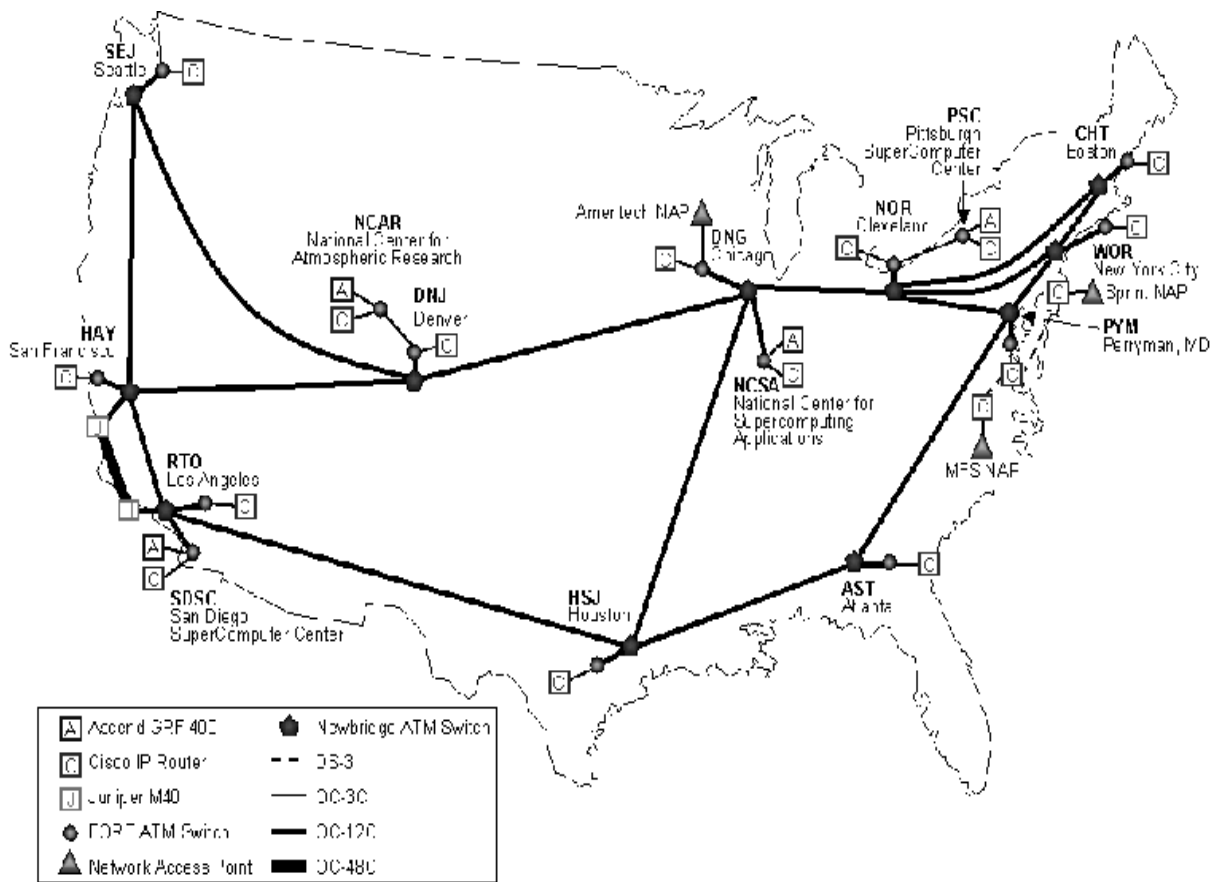 SEJ
Seattle
C
PSC
Pittsburgh
SuperComputer
Center
CHT
Boston
C
NCAR
National Center for
Atmospheric Research
A
C
DNJ
Denver
C
Ameritech NAP
DNG
Chicago
C
NOR
Cleveland
C
A
C
C
WOR
New York City
C
Sprint NAP
PYM
Perryman, MD
C
C
MFS NAP
HAY
San Francisco
C
J
NCSA
National Center for
Supercomputing
Applications
A
C
RTO
Los Angeles
C
J
A
C
SDSC
San Diego
SuperComputer Center
HSJ
Houston
C
AST
Atlanta
C
A
Ascend GRF 400
C
Cisco IP Router
J
Juniper M40
FORE ATM Switch
Network Access Point
Newbridge ATM Switch
DS-3
OC-3C
OC-12C
OC-48C